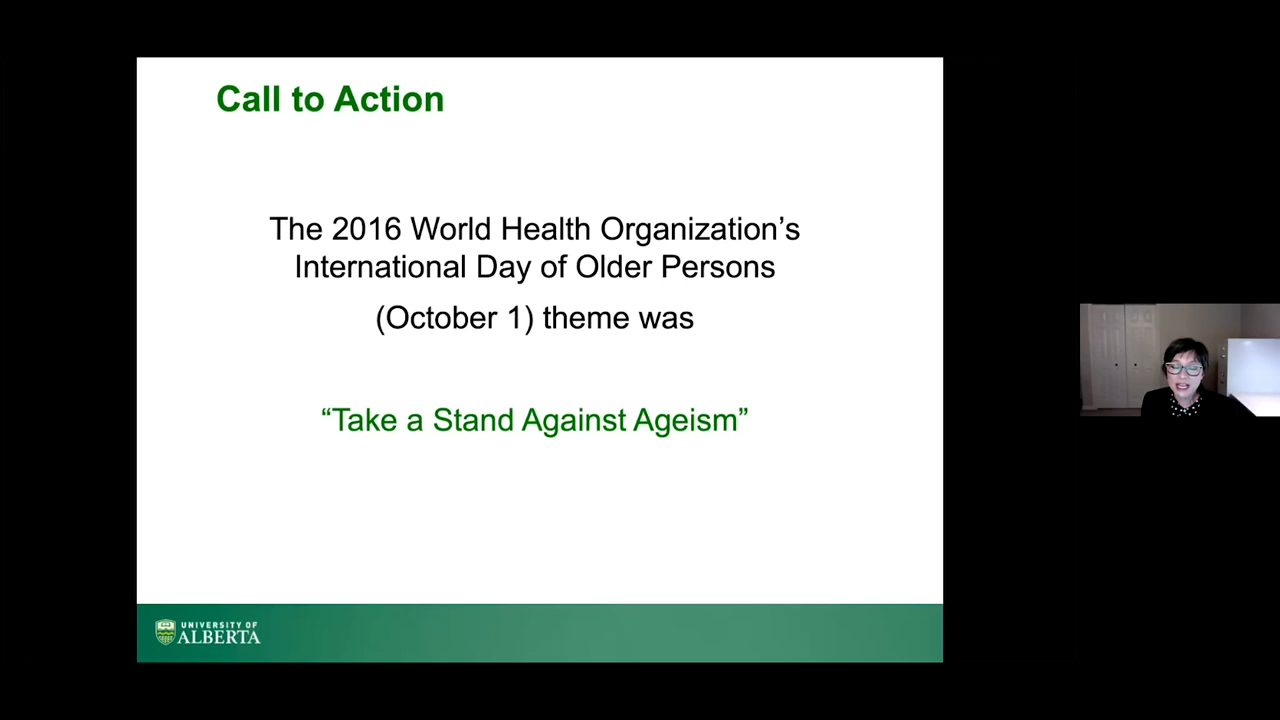 Call to Action
The 2016 World Health Organization’s
International Day of Older Persons
(October 1) theme was
“Take a Stand Against Ageism”
UNIVERSITY OF
ALBERTA